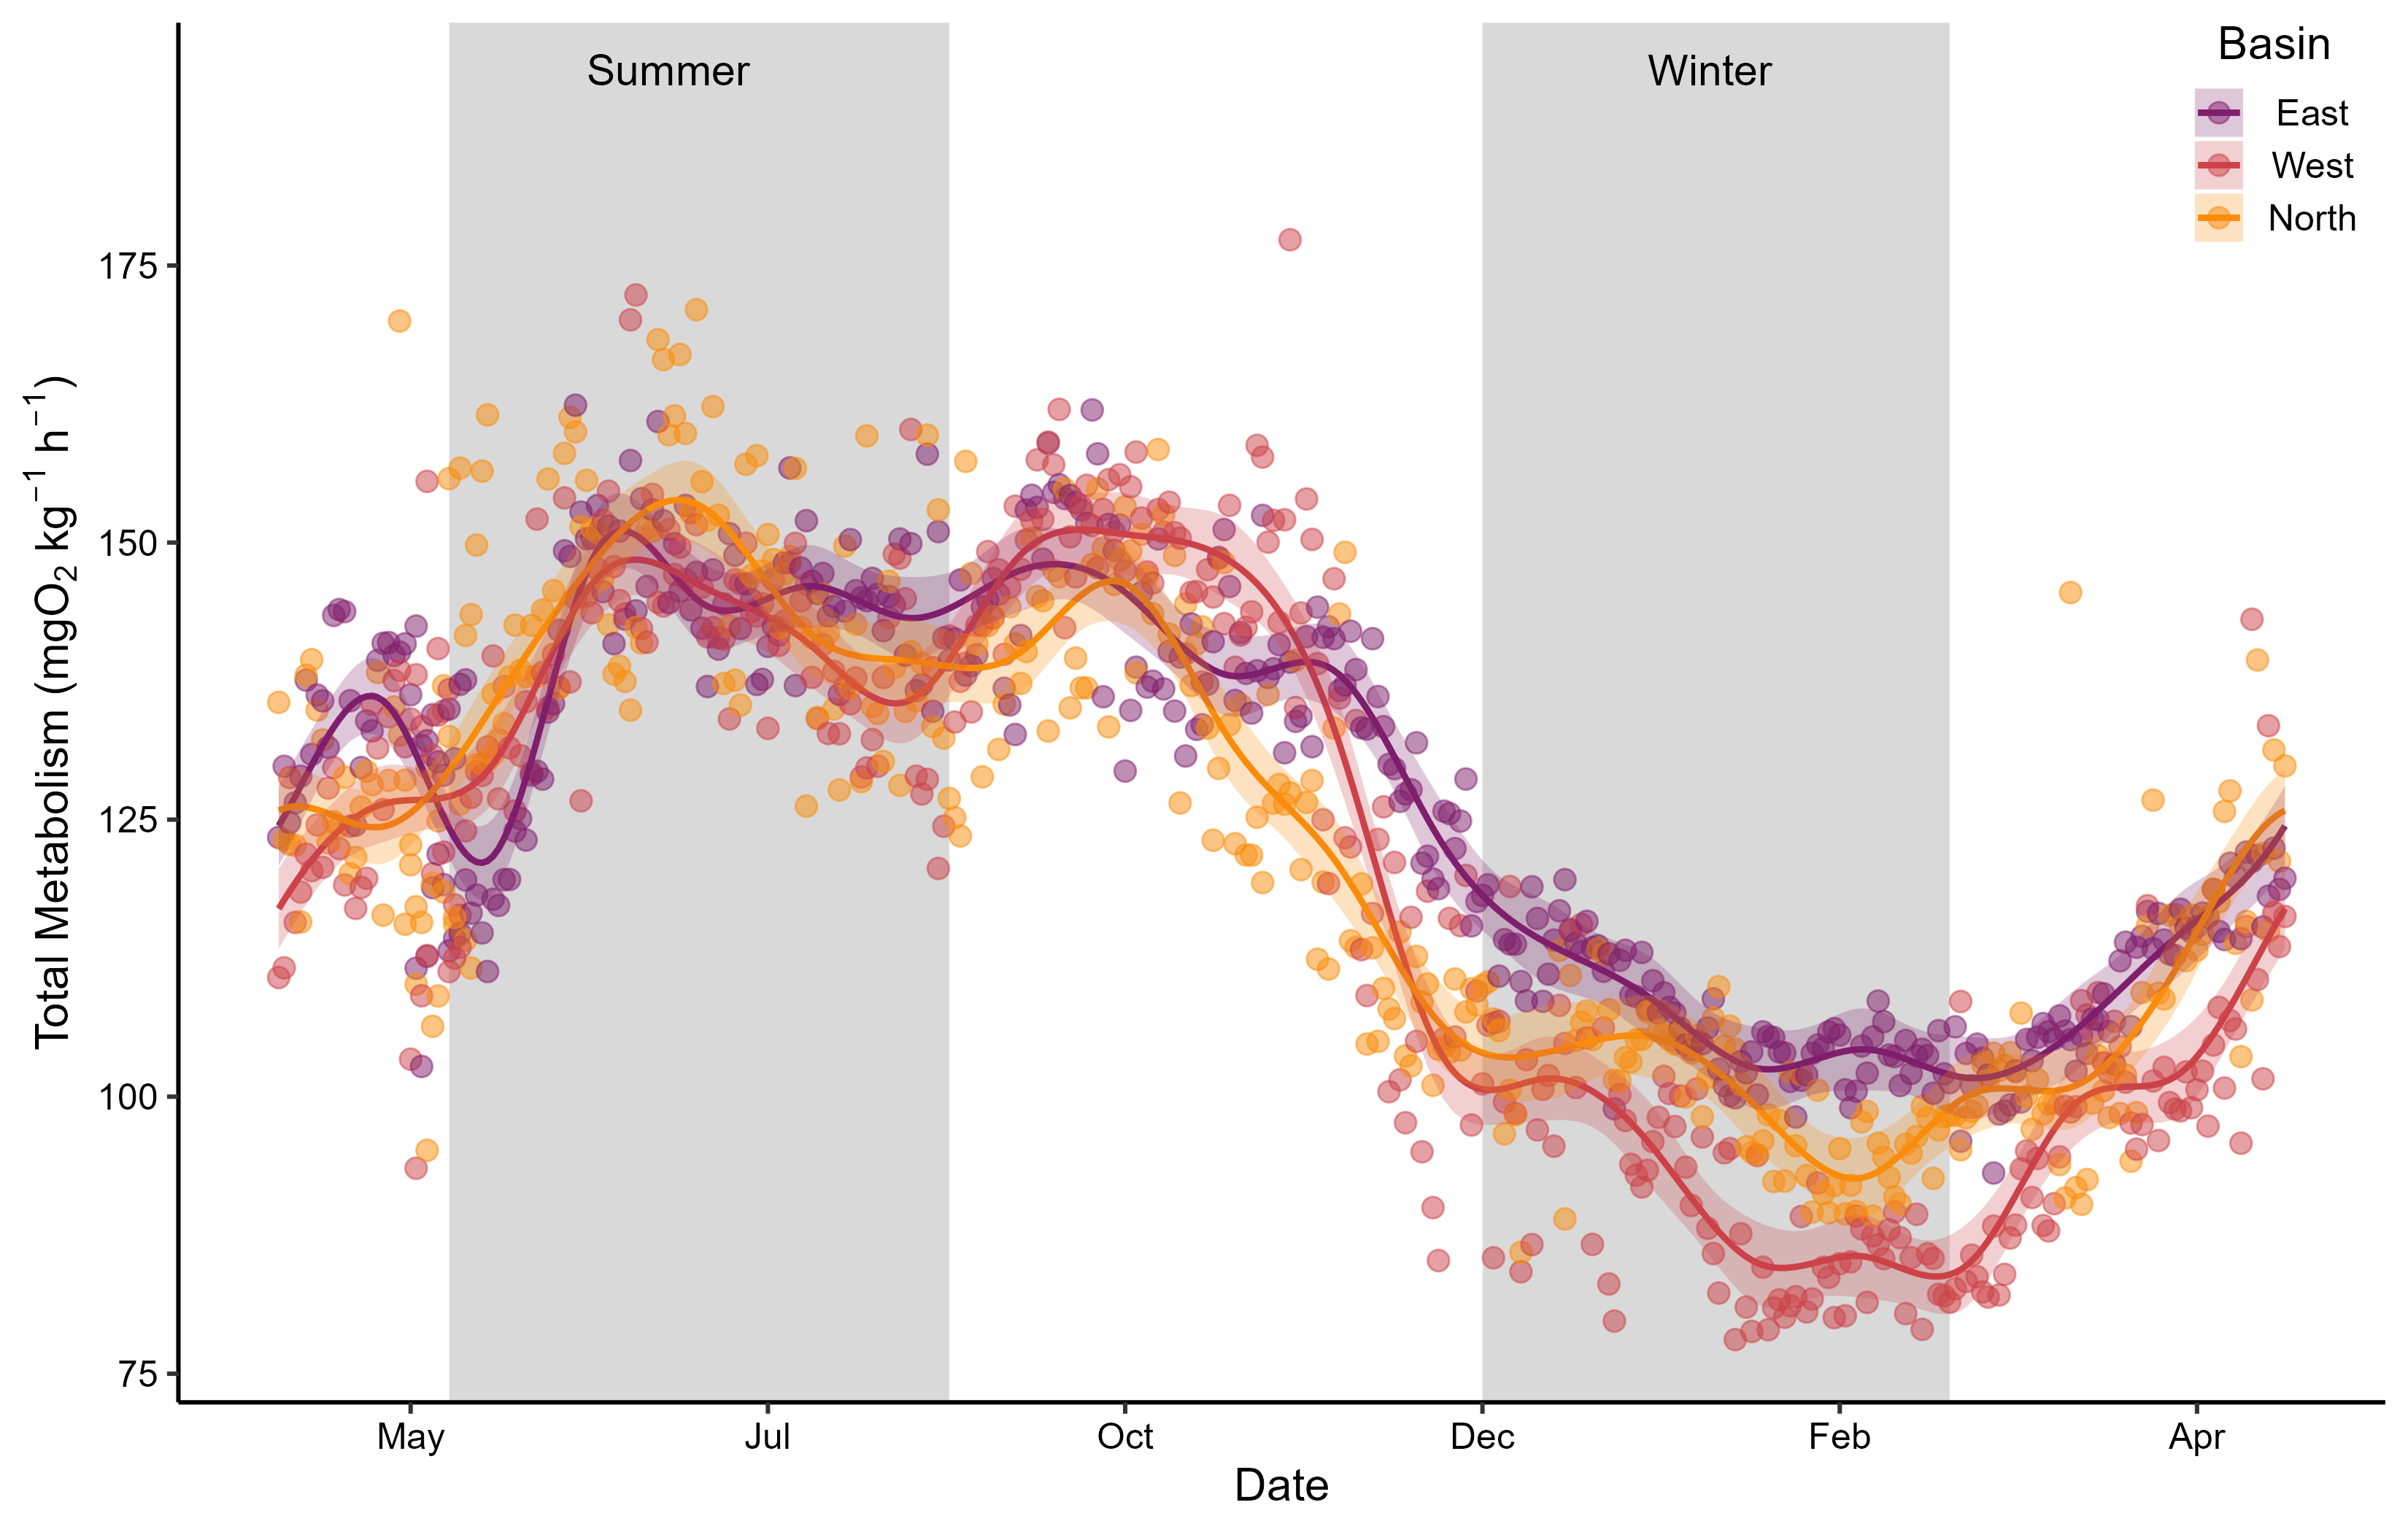 Summer
Winter
Basin
East
West
North
Total Metabolism (mgO₂ kg⁻¹ h⁻¹)
175
150
125
100
75
May
Jul
Oct
Dec
Feb
Apr
Date